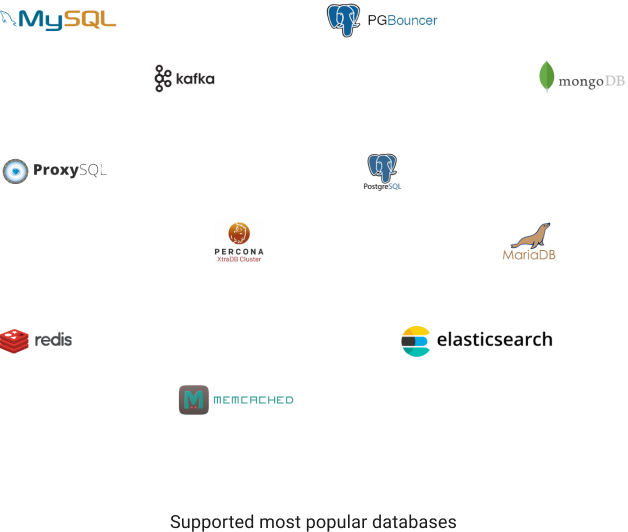 MySQL
PGBouncer
kafka
mongoDB
ProxySQL
PostgreSQL
PERCONA
XtraDB Cluster
MariaDB
redis
elasticsearch
M MEMCACHED
Supported most popular databases